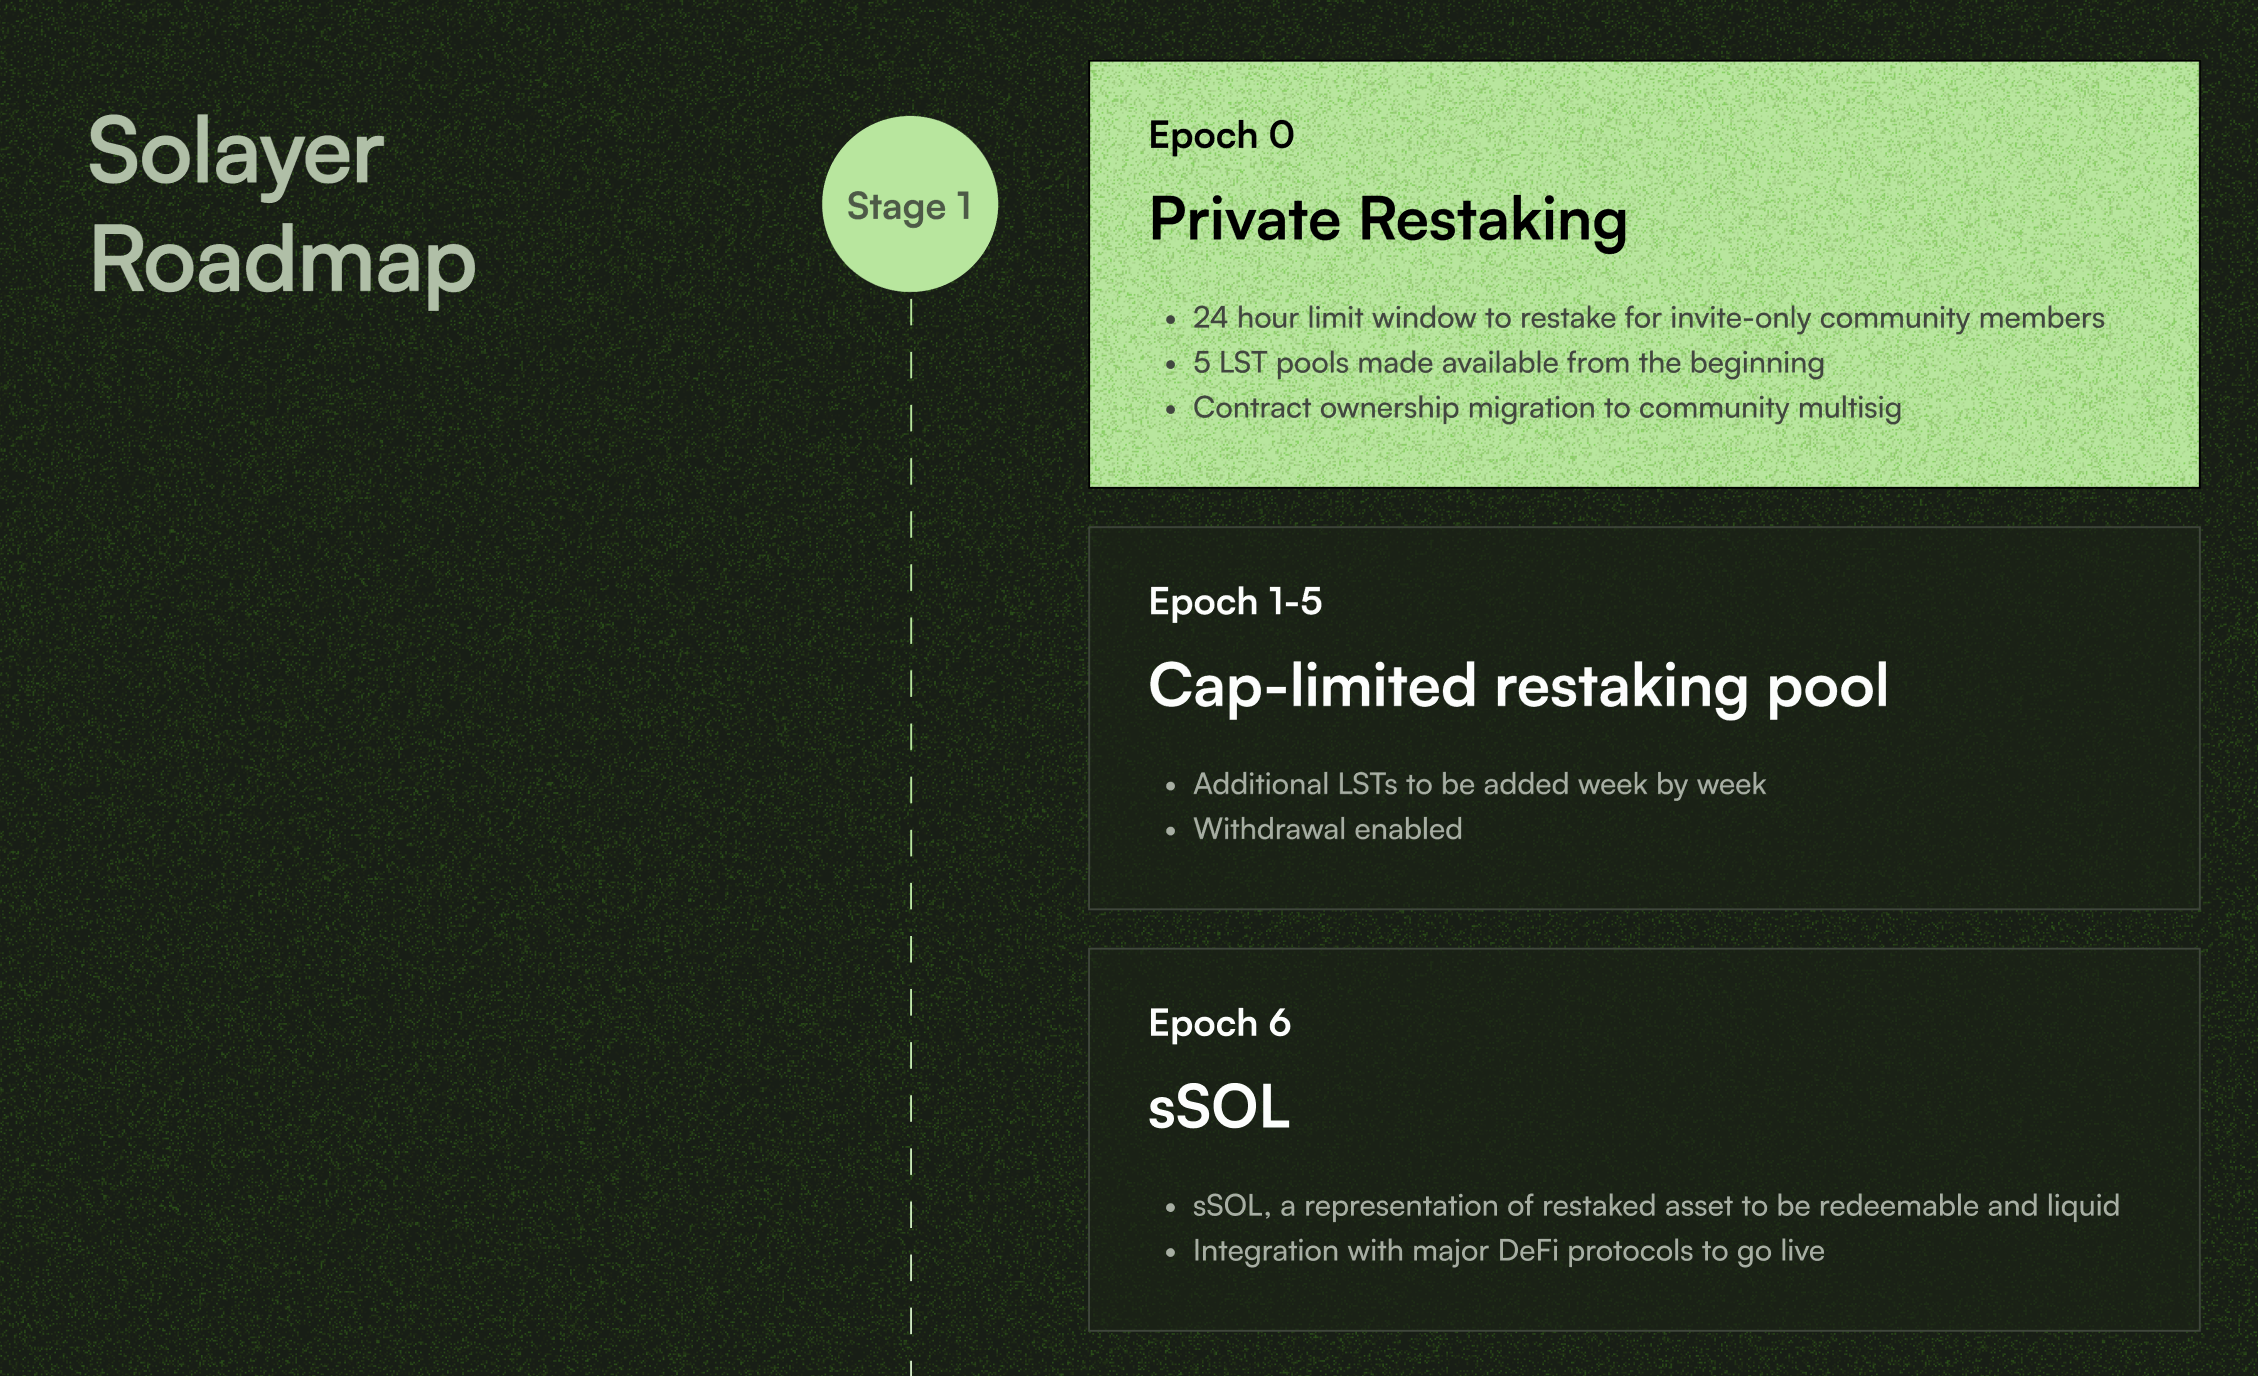 Solayer
Roadmap
Stage 1
Epoch 0
Private Restaking
• 24 hour limit window to restake for invite-only community members
• 5 LST pools made available from the beginning
• Contract ownership migration to community multisig
Epoch 1-5
Cap-limited restaking pool
• Additional LSTs to be added week by week
• Withdrawal enabled
Epoch 6
sSOL
• sSOL, a representation of restaked asset to be redeemable and liquid
• Integration with major DeFi protocols to go live